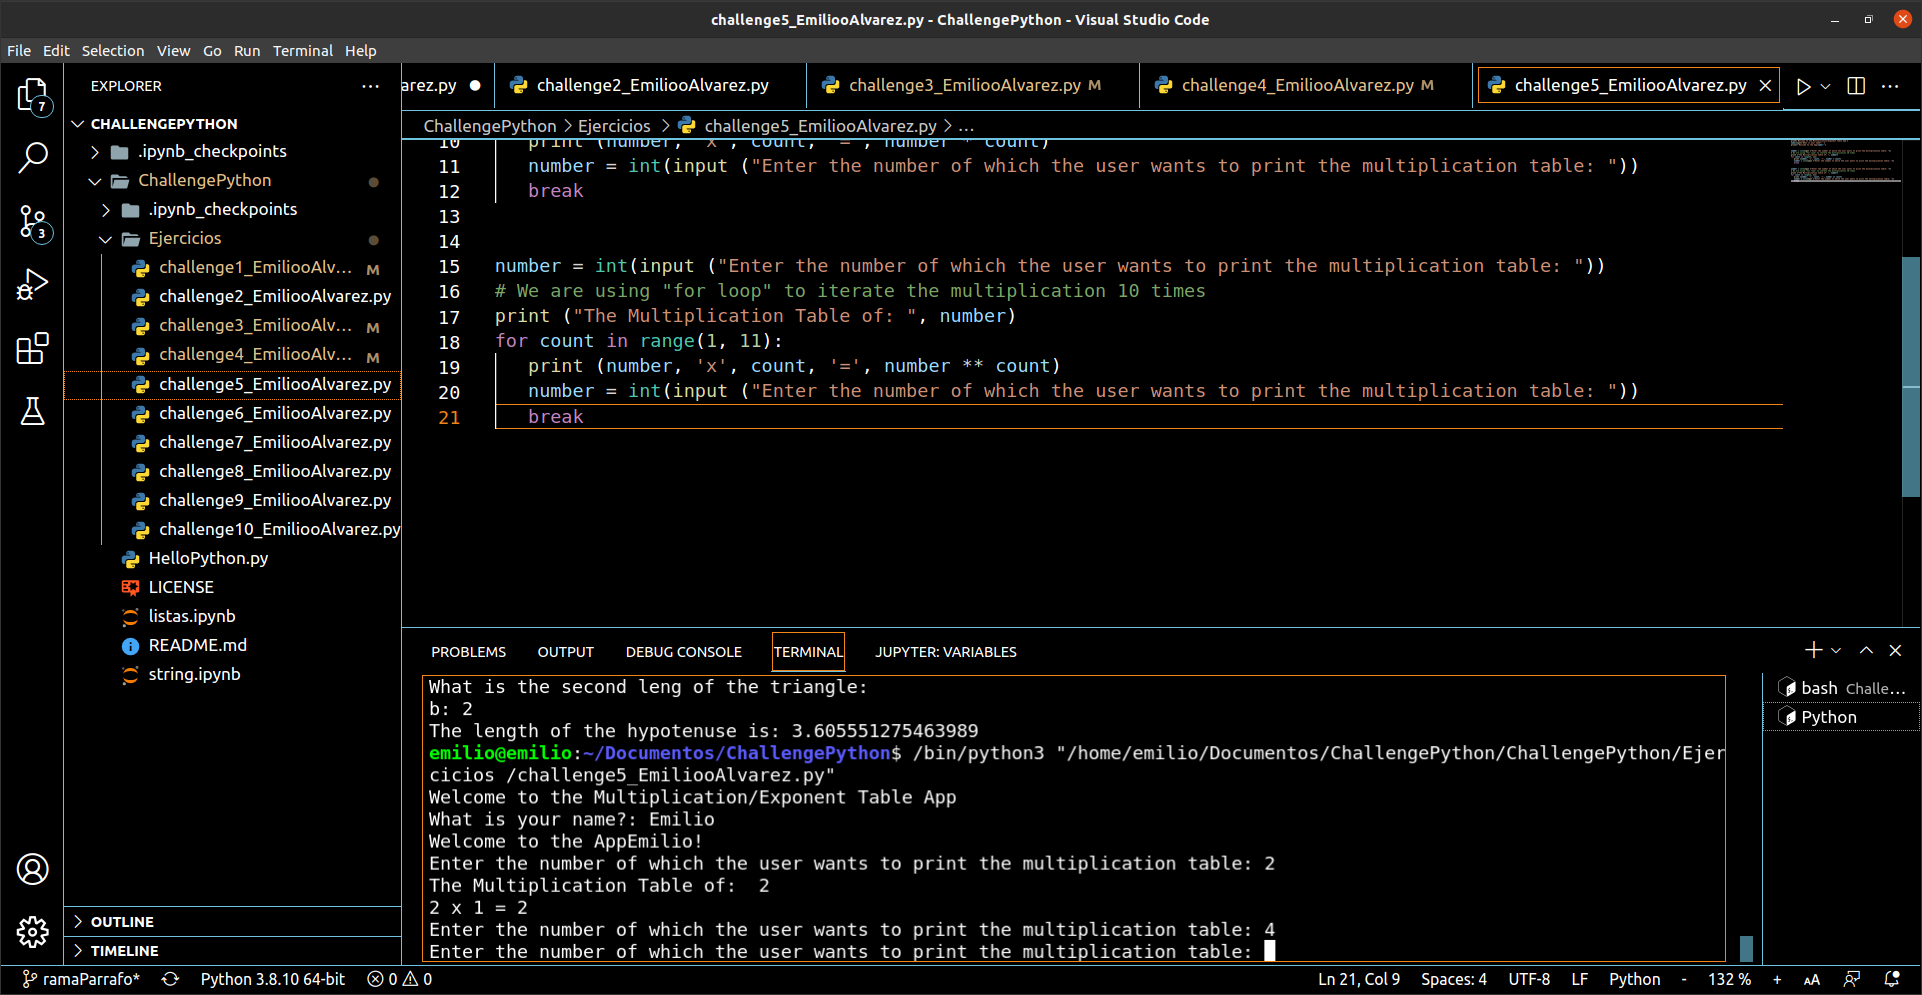 challenge5_EmiliooAlvarez.py - ChallengePython - Visual Studio Code
File Edit Selection View Go Run Terminal Help
7
3
EXPLORER
CHALLENGEPYTHON
.ipynb_checkpoints
ChallengePython
.ipynb_checkpoints
Ejercicios
challenge1_EmiliooAlv... M
challenge2_EmiliooAlvarez.py
challenge3_EmiliooAlv... M
challenge4_EmiliooAlv... M
challenge5_EmiliooAlvarez.py
challenge6_EmiliooAlvarez.py
challenge7_EmiliooAlvarez.py
challenge8_EmiliooAlvarez.py
challenge9_EmiliooAlvarez.py
challenge10_EmiliooAlvarez.py
HelloPython.py
LICENSE
listas.ipynb
README.md
string.ipynb
OUTLINE
TIMELINE
arez.py challenge2_EmiliooAlvarez.py challenge3_EmiliooAlvarez.py M challenge4_EmiliooAlvarez.py M challenge5_EmiliooAlvarez.py
ChallengePython > Ejercicios > challenge5_EmiliooAlvarez.py > ...
10 print (number, 'x', count, '=', number * count)
11 number = int(input ("Enter the number of which the user wants to print the multiplication table: "))
12 break
13
14
15 number = int(input ("Enter the number of which the user wants to print the multiplication table: "))
16 # We are using "for loop" to iterate the multiplication 10 times
17 print ("The Multiplication Table of: ", number)
18 for count in range(1, 11):
19 print (number, 'x', count, '=', number ** count)
20 number = int(input ("Enter the number of which the user wants to print the multiplication table: "))
21 break
PROBLEMS OUTPUT DEBUG CONSOLE TERMINAL JUPYTER: VARIABLES
What is the second leng of the triangle:
b: 2
The length of the hypotenuse is: 3.605551275463989
emilio@emilio:~/Documentos/ChallengePython$ /bin/python3 "/home/emilio/Documentos/ChallengePython/ChallengePython/Ejer
cicios /challenge5_EmiliooAlvarez.py"
Welcome to the Multiplication/Exponent Table App
What is your name?: Emilio
Welcome to the AppEmilio!
Enter the number of which the user wants to print the multiplication table: 2
The Multiplication Table of:  2
2 x 1 = 2
Enter the number of which the user wants to print the multiplication table: 4
Enter the number of which the user wants to print the multiplication table:
bash Challe...
Python
ramaParrafo* Python 3.8.10 64-bit 0 0 Ln 21, Col 9 Spaces: 4 UTF-8 LF Python - 132 % + AA